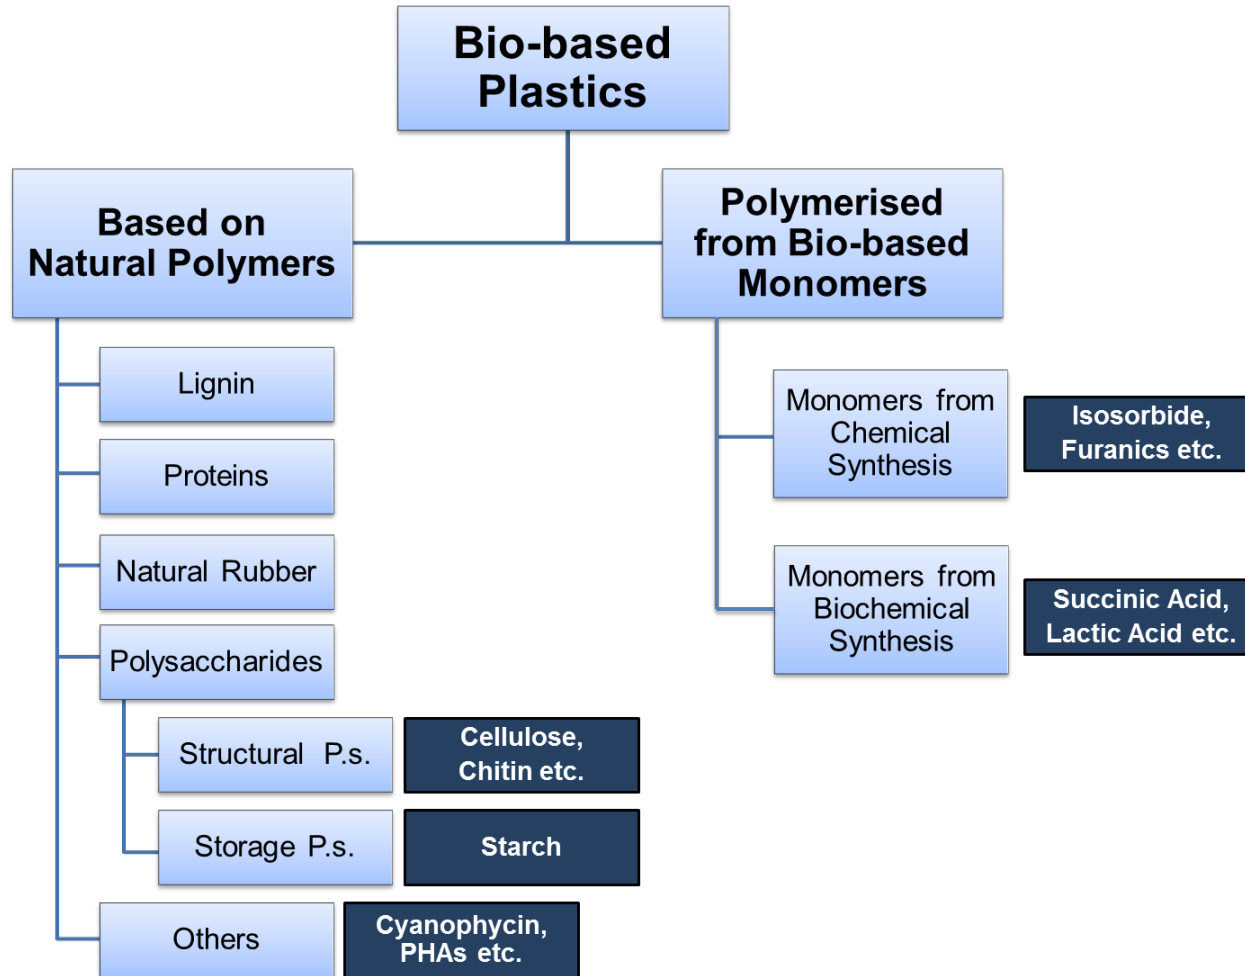 Bio-based
Plastics
Based on
Natural Polymers
Lignin
Proteins
Natural Rubber
Polysaccharides
Structural P.s.
Cellulose,
Chitin etc.
Storage P.s.
Starch
Others
Cyanophycin,
PHAs etc.
Polymerised
from Bio-based
Monomers
Monomers from
Chemical
Synthesis
Isosorbide,
Furanics etc.
Monomers from
Biochemical
Synthesis
Succinic Acid,
Lactic Acid etc.